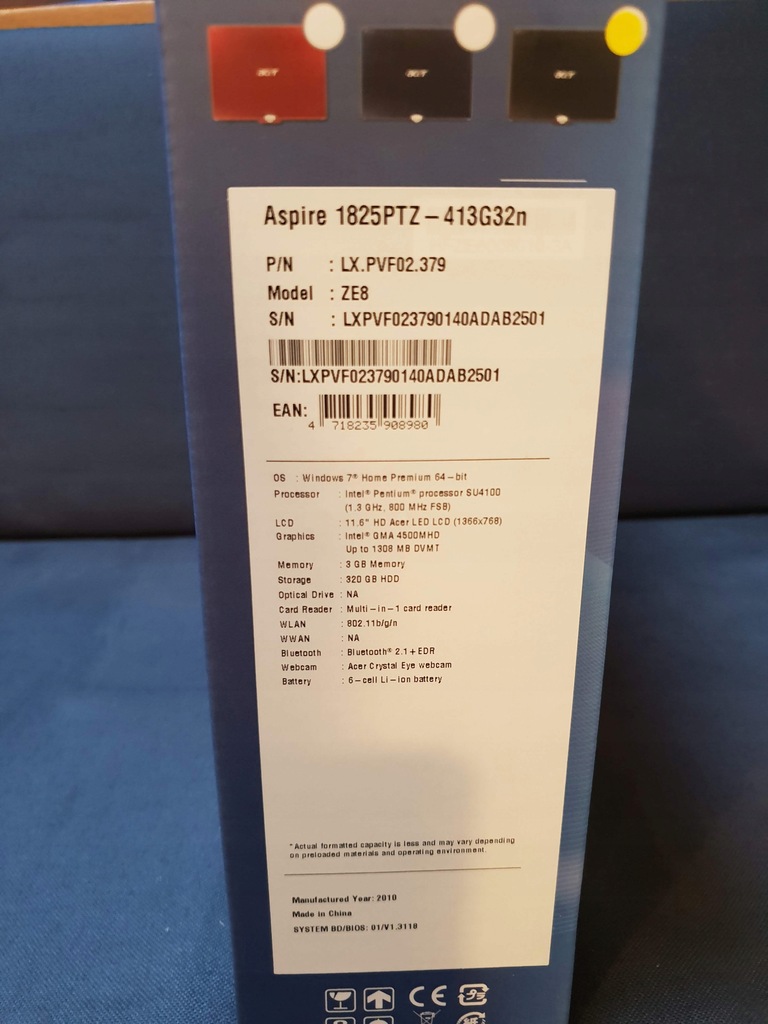 acer acer acer
Aspire 1825PTZ-413G32n
P/N : LX.PVF02.379
Model : ZE8
S/N : LXPVF023790140ADAB2501
S/N:LXPVF023790140ADAB2501
EAN:
4 718235 908980
OS : Windows 7® Home Premium 64-bit
Processor : Intel® Pentium® processor SU4100
(1.3 GHz, 800 MHz FSB)
LCD : 11.6" HD Acer LED LCD (1366x768)
Graphics : Intel® GMA 4500MHD
Up to 1308 MB DVMT
Memory : 3 GB Memory
Storage : 320 GB HDD
Optical Drive : NA
Card Reader : Multi-in-1 card reader
WLAN : 802.11b/g/n
WWAN : NA
Bluetooth : Bluetooth® 2.1+EDR
Webcam : Acer Crystal Eye webcam
Battery : 6-cell Li-ion battery
*Actual formatted capacity is less and may vary depending
on preloaded materials and operating environment.
Manufactured Year: 2010
Made in China
SYSTEM BD/BIOS: 01/V1.3118
CE プラ